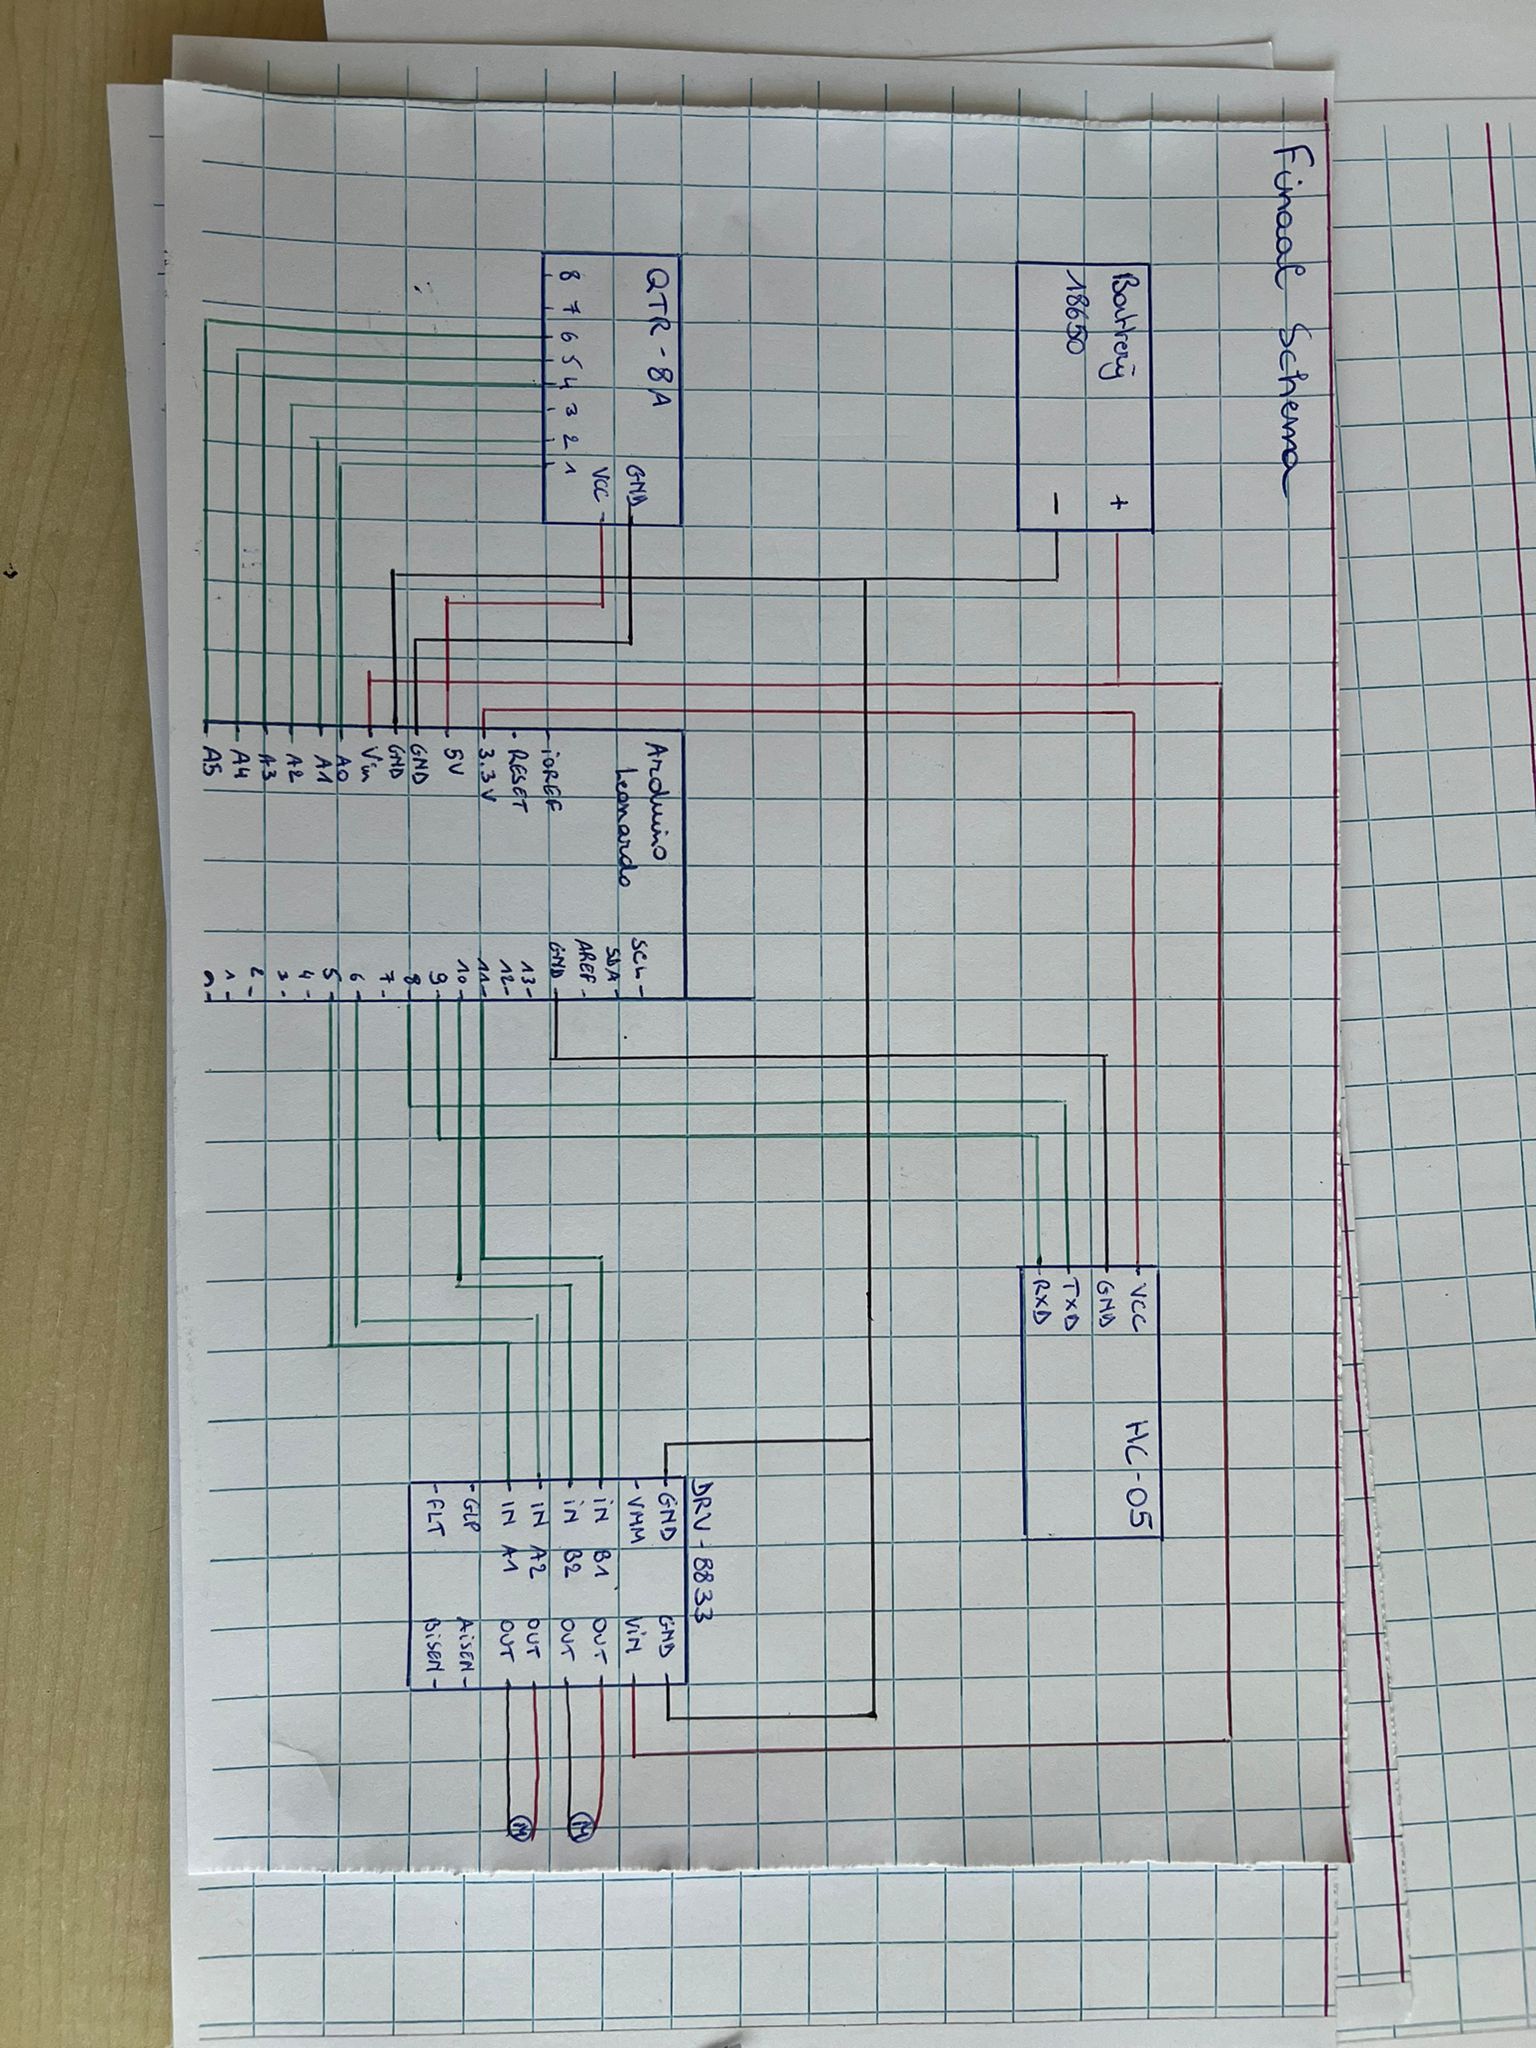 Finaal Schema
Batterij
18650
+
-
QTR - 8A
GND
VCC
8 7 6 5 4 3 2 1
Arduino
Leonardo
ioREF
RESET
3.3V
5V
GND
GND
Vin
A0
A1
A2
A3
A4
A5
SCL
SDA
AREF
GND
13
12
11
10
9
8
7
6
5
4
3
2
1
0
HC-05
VCC
GND
TXD
RXD
DRV-8833
GND GND
VMM ViN
iN B1 OUT
iN B2 OUT
IN A2 OUT
IN A1 OUT
GLP AiSEN
FLT BiSEN
M
M